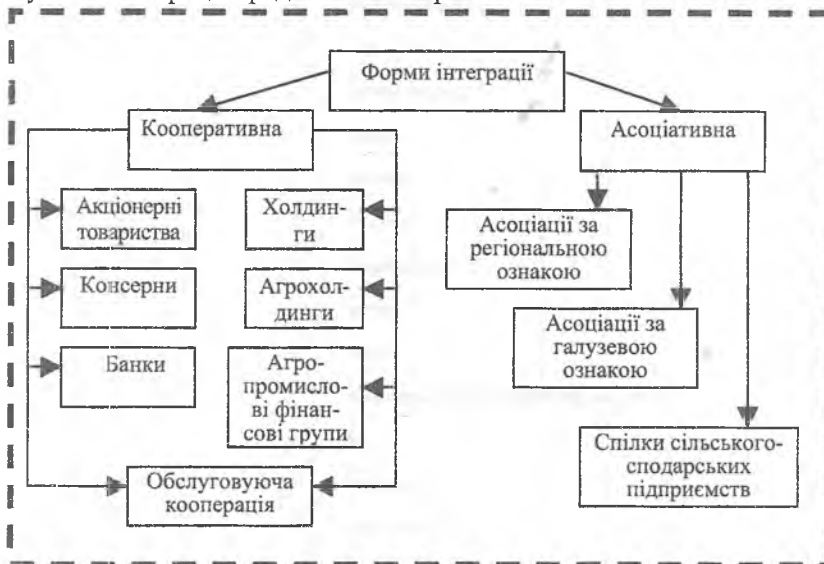 Форми інтеграції
Кооперативна
Асоціативна
Акціонерні
товариства
Холдин-
ги
Консерни
Агрохол-
динги
Банки
Агро-
промисло-
ві фінан-
сові групи
Обслуговуюча
кооперація
Асоціації за
регіональною
ознакою
Асоціації за
галузевою
ознакою
Спілки сільського-
сподарських
підприємств